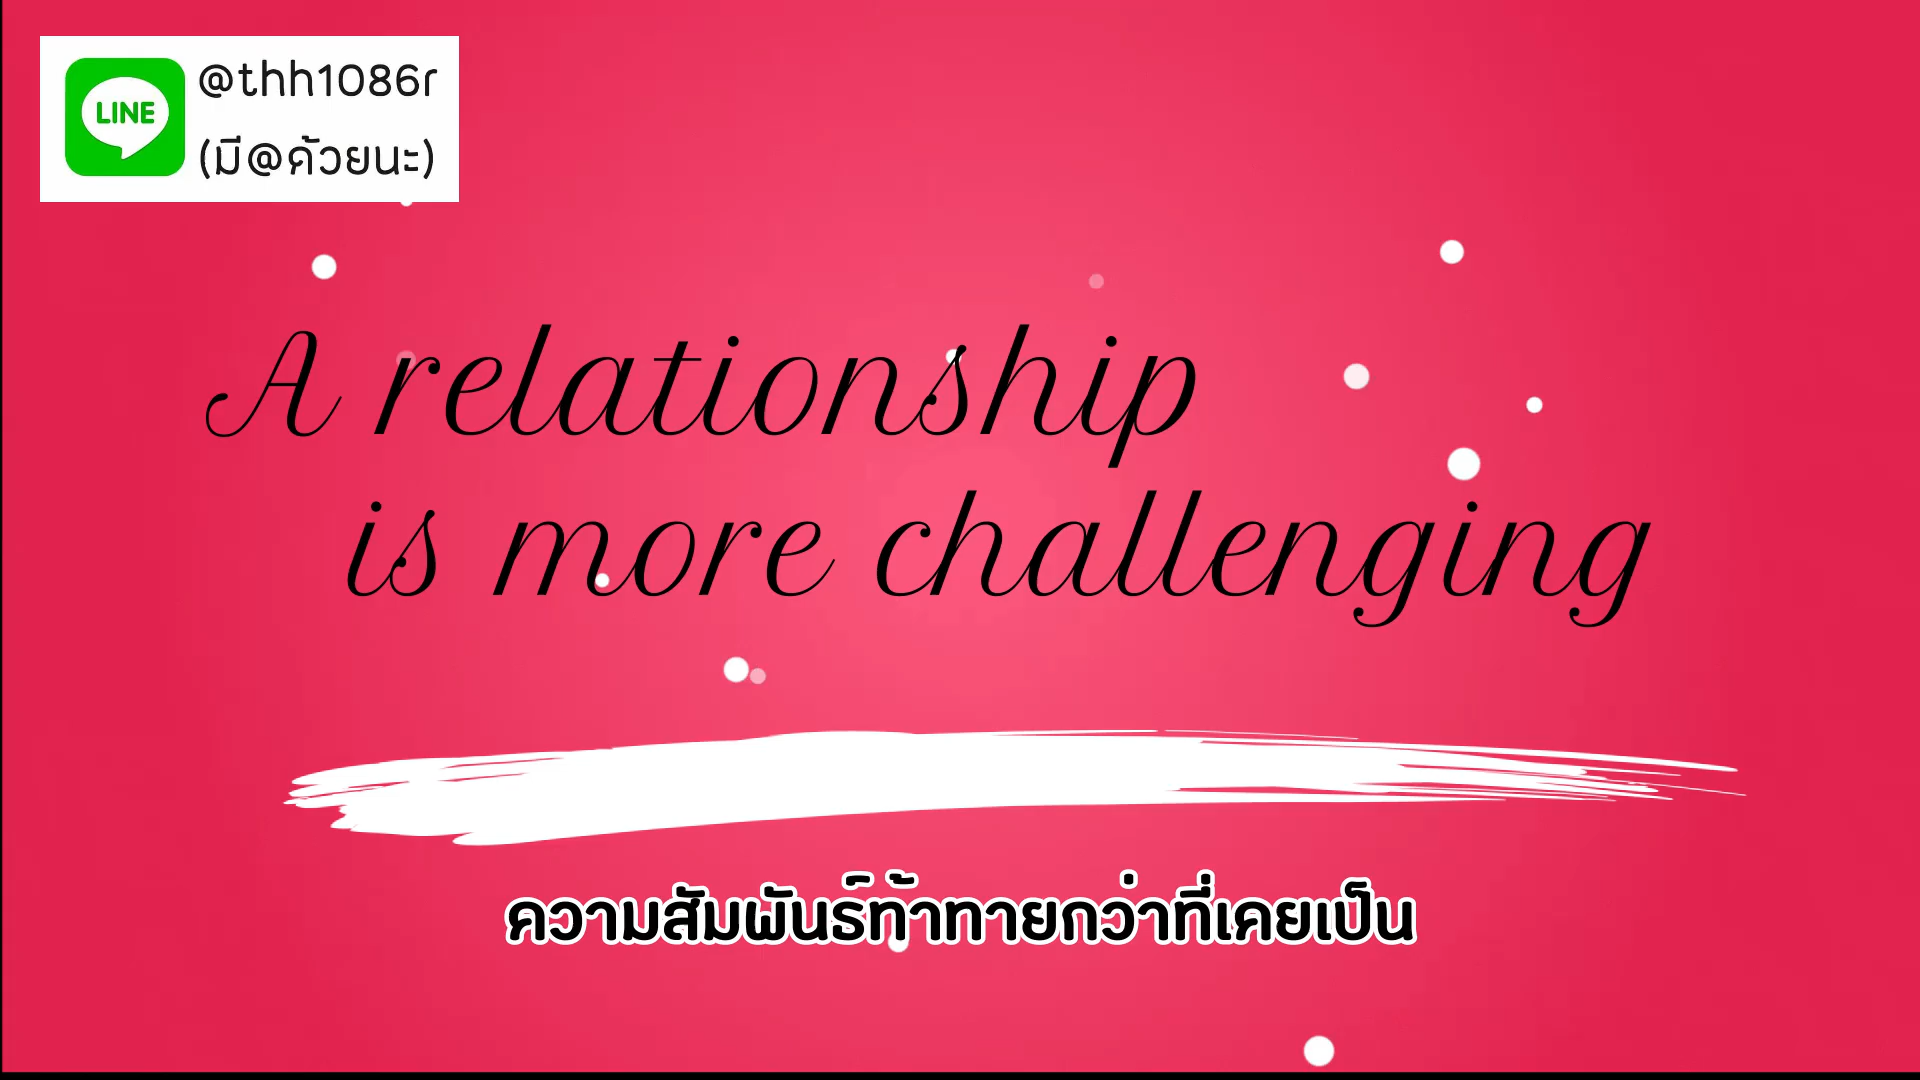 LINE
@thh1086r
(มี@ด้วยนะ)
A relationship
is more challenging
ความสัมพันธ์ท้าทายกว่าที่เคยเป็น